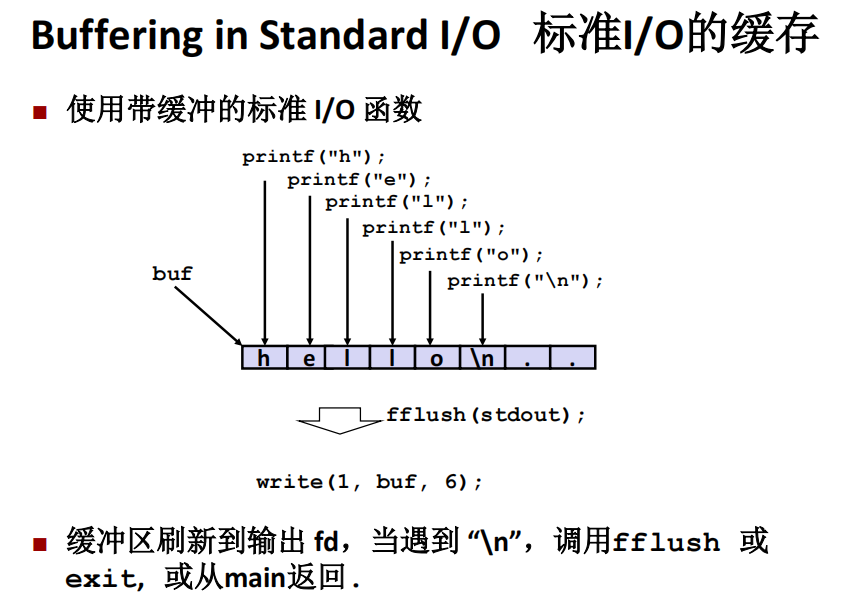 Buffering in Standard I/O 标准I/O的缓存
■ 使用带缓冲的标准 I/O 函数
printf("h");
printf("e");
printf("l");
printf("l");
printf("o");
printf("\n");
buf
h e l l o \n . .
fflush(stdout);
write(1, buf, 6);
■ 缓冲区刷新到输出 fd，当遇到 “\n”，调用fflush 或
exit, 或从main返回.